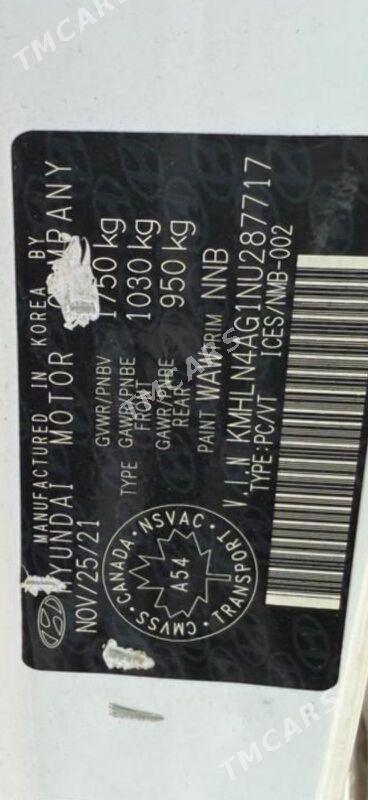 MANUFACTURED IN KOREA BY
HYUNDAI MOTOR COMPANY
NOV/25/21
GVWR/PNBV 1750 kg
TYPE GAWR/PNBE FRONT 1030 kg
GAWR/PNBE REAR 950 kg
PAINT WAW TRIM NNB
V.I.N KMHLN4AG1NU287717
TYPE:PC/VT ICES/NMB-002
CMVSS · CANADA · NSVAC · TRANSPORT ·
A54
TMCARS
TMCARS
TMCARS
TMCARS
TMCARS